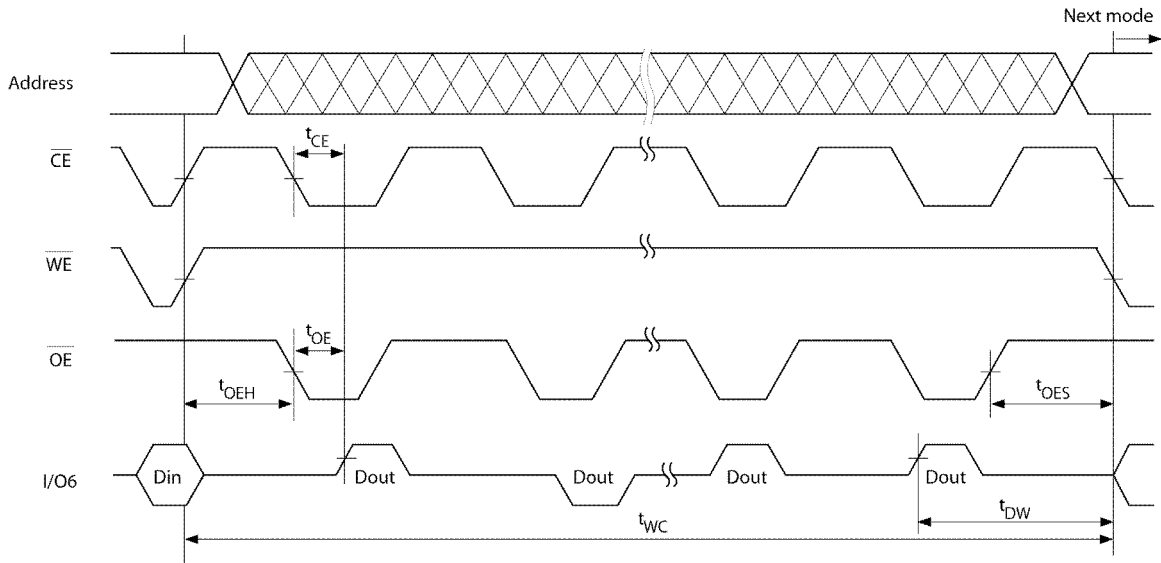 Next mode
Address
tCE
CE
WE
tOE
OE
tOEH
tOES
I/O6
Din
Dout
Dout
Dout
Dout
tWC
tDW